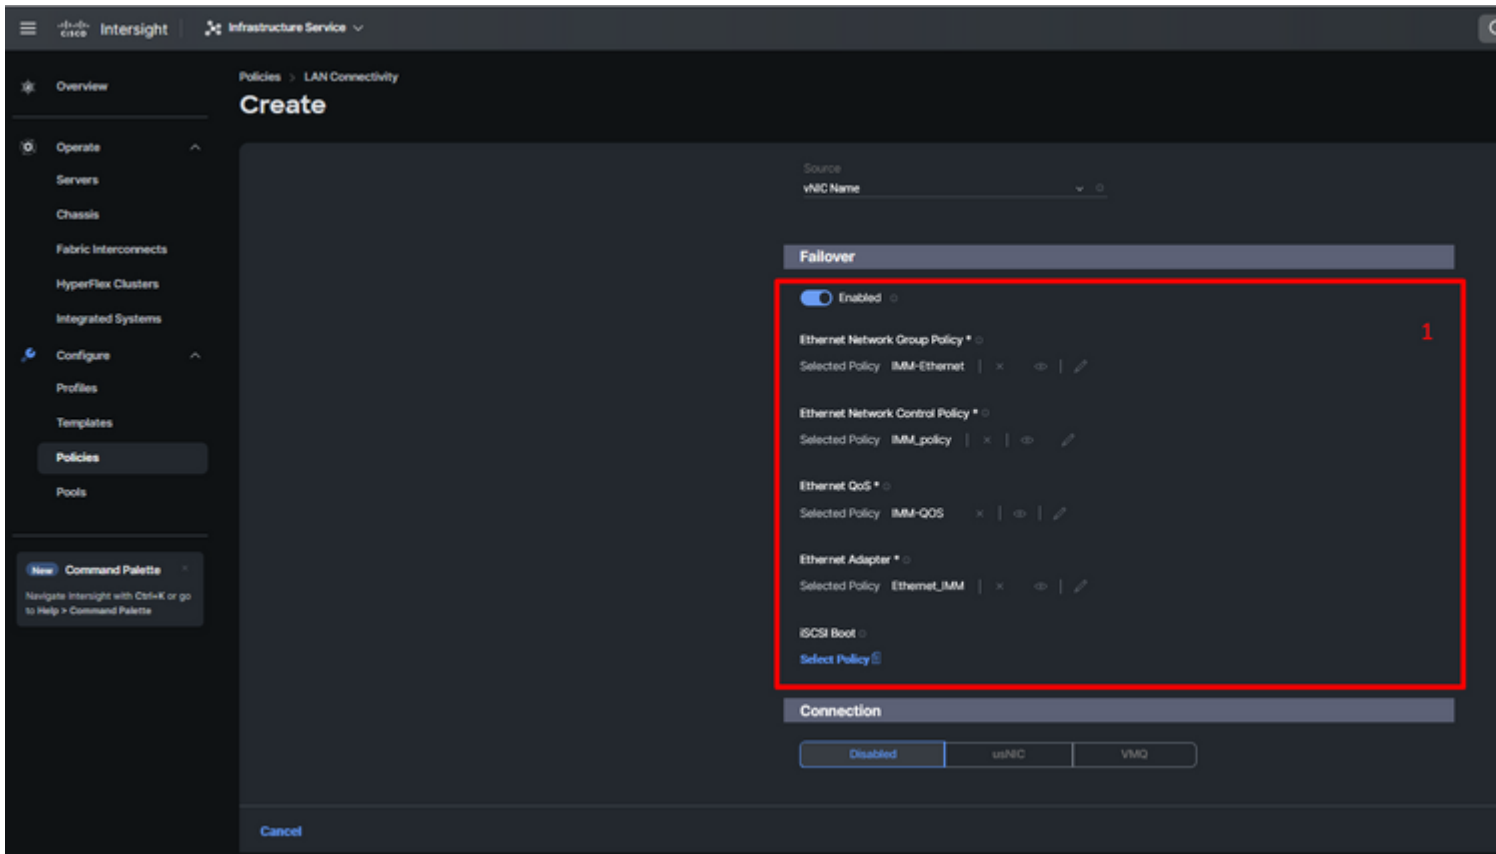 cisco Intersight Infrastructure Service
Overview
Operate
Servers
Chassis
Fabric Interconnects
HyperFlex Clusters
Integrated Systems
Configure
Profiles
Templates
Policies
Pools
New Command Palette
Navigate Intersight with Ctrl+K or go
to Help > Command Palette
Policies > LAN Connectivity
Create
Source
vNIC Name
Failover
Enabled
1
Ethernet Network Group Policy *
Selected Policy IMM-Ethernet
Ethernet Network Control Policy *
Selected Policy IMM_policy
Ethernet QoS *
Selected Policy IMM-QOS
Ethernet Adapter *
Selected Policy Ethernet_IMM
iSCSI Boot
Select Policy
Connection
Disabled usNIC VMQ
Cancel